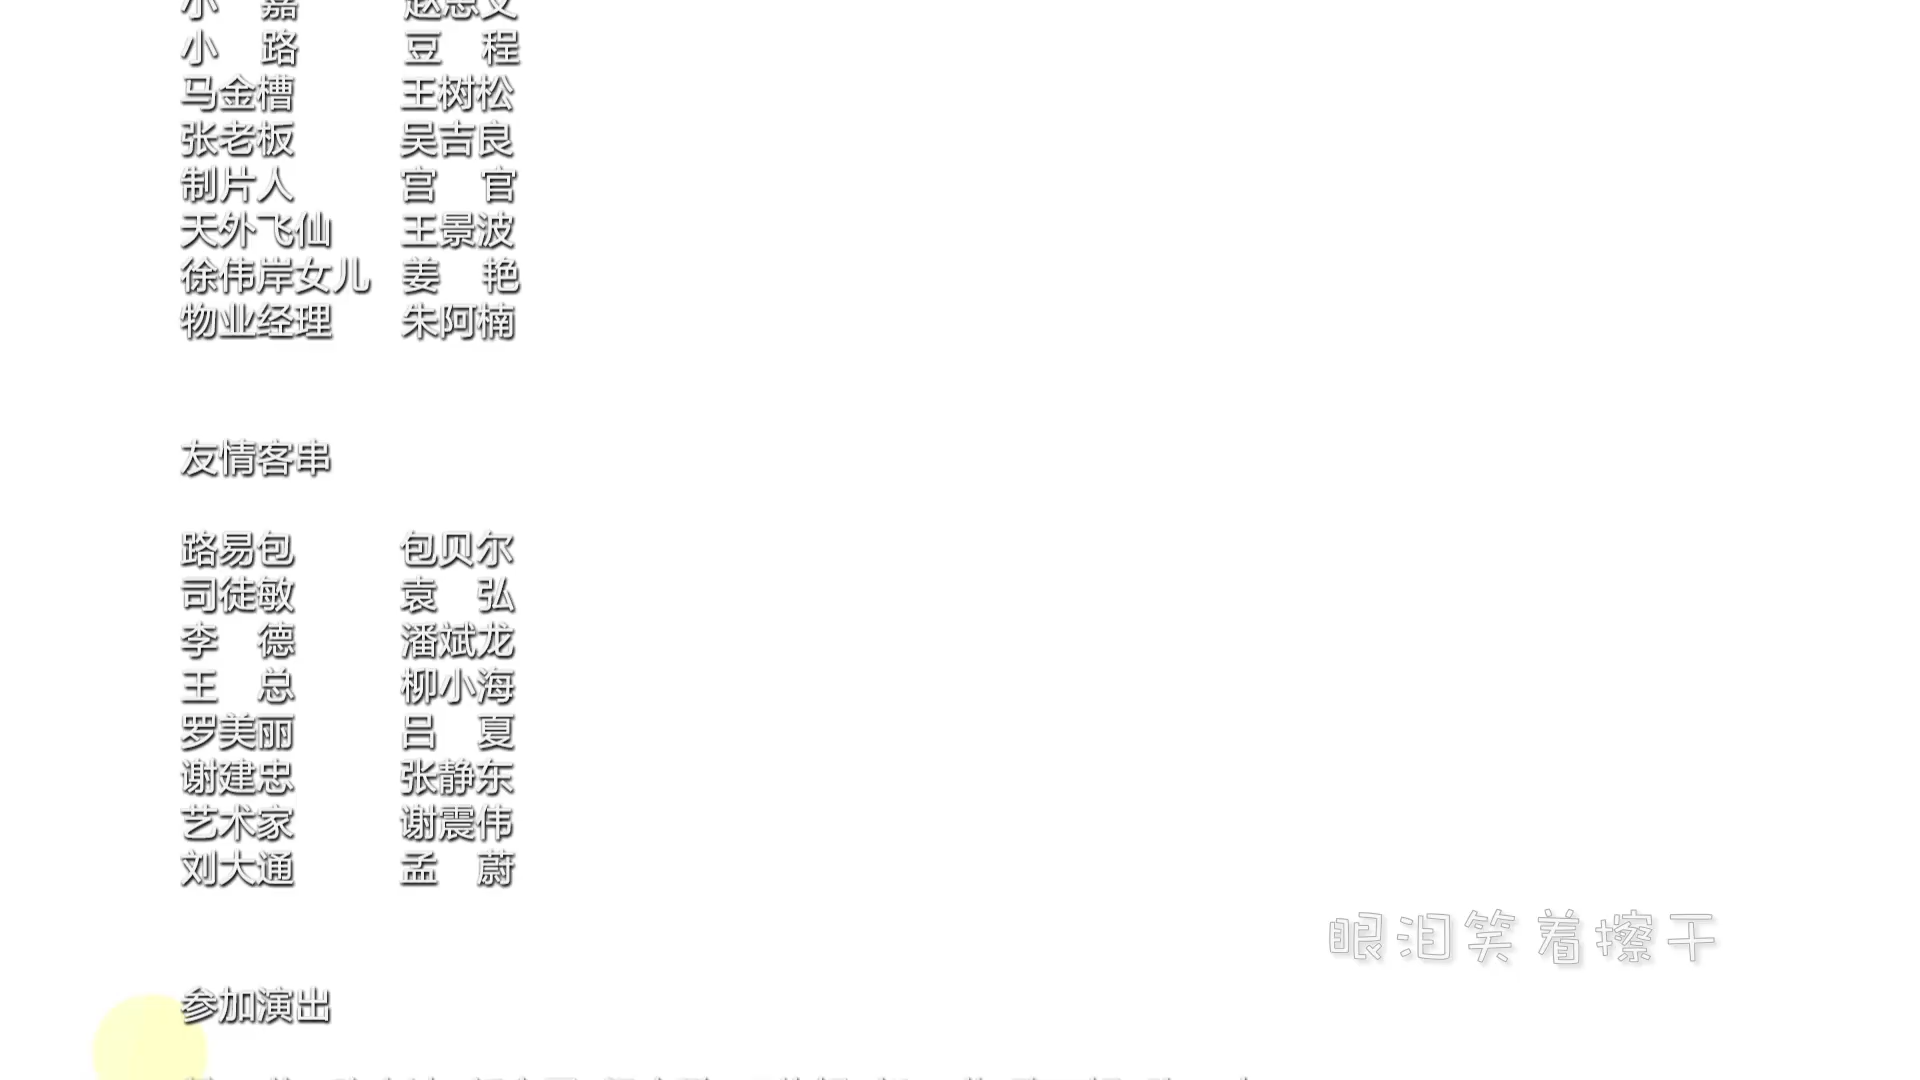 小 嘉 赵志文
小 路 豆 程
马金槽 王树松
张老板 吴吉良
制片人 宫 官
天外飞仙 王景波
徐伟岸女儿 姜 艳
物业经理 朱阿楠
友情客串
路易包 包贝尔
司徒敏 袁 弘
李 德 潘斌龙
王 总 柳小海
罗美丽 吕 夏
谢建忠 张静东
艺术家 谢震伟
刘大通 孟 蔚
眼泪笑着擦干
参加演出